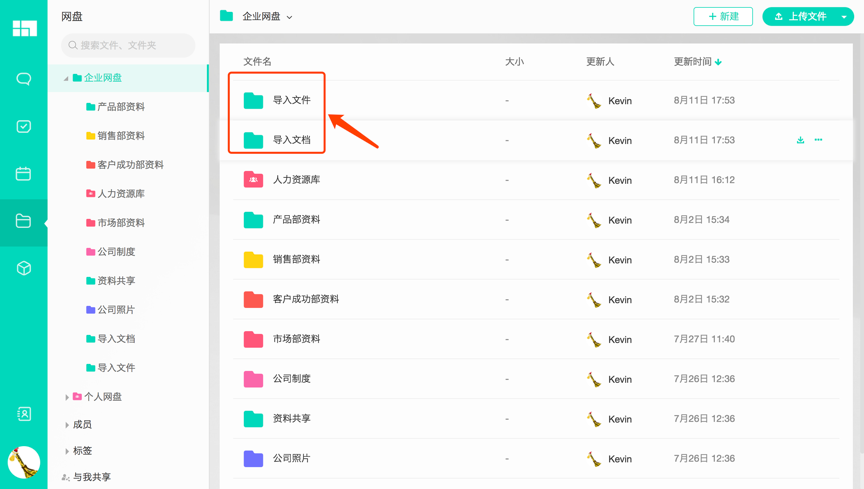 网盘
搜索文件、文件夹
企业网盘
产品部资料
销售部资料
客户成功部资料
人力资源库
市场部资料
公司制度
资料共享
公司照片
导入文档
导入文件
个人网盘
成员
标签
与我共享
企业网盘
+ 新建
上传文件
文件名 大小 更新人 更新时间
导入文件 - Kevin 8月11日 17:53
导入文档 - Kevin 8月11日 17:53
人力资源库 - Kevin 8月11日 16:12
产品部资料 - Kevin 8月2日 15:34
销售部资料 - Kevin 8月2日 15:33
客户成功部资料 - Kevin 8月2日 15:32
市场部资料 - Kevin 7月27日 11:40
公司制度 - Kevin 7月26日 12:36
资料共享 - Kevin 7月26日 12:36
公司照片 - Kevin 7月26日 12:36